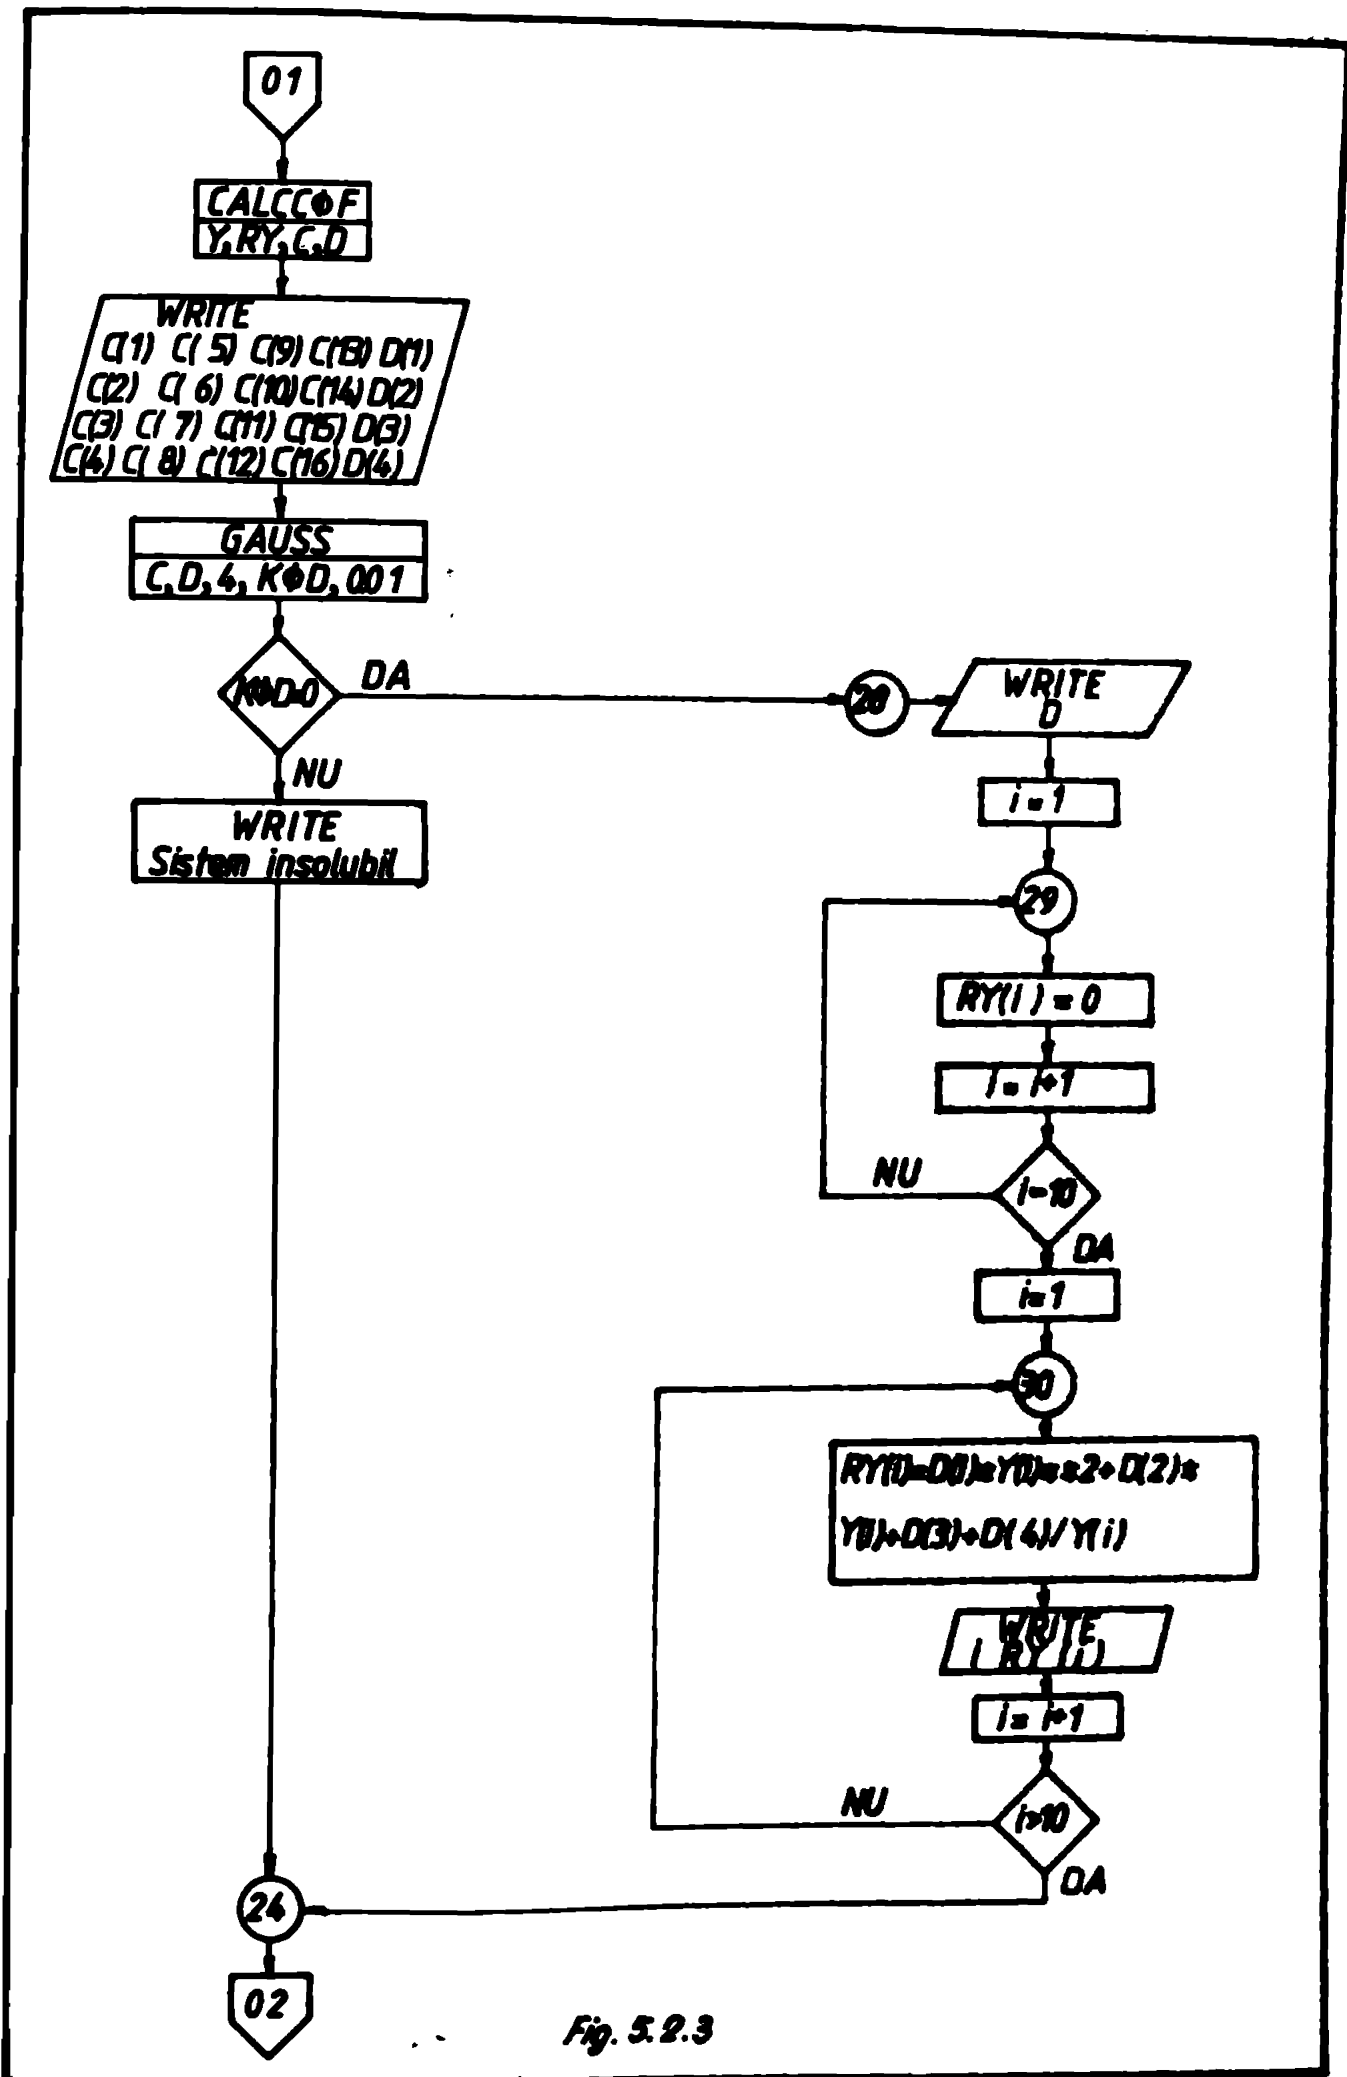 01
CALCCΦF
Y,RY,C,D
WRITE
C(1) C( 5) C(9) C(13) D(1)
C(2) C( 6) C(10) C(14) D(2)
C(3) C( 7) C(11) C(15) D(3)
C(4) C( 8) C(12) C(16) D(4)
GAUSS
C,D,4, KΦD, 0.01
KΦD=0
DA
NU
WRITE
Sistem insolubil
28
WRITE
D
i = 1
29
RY(i) = 0
i = i+1
NU
i=10
DA
i=1
30
RY(i)=D(1)*Y(i)**2+D(2)*
Y(i)+D(3)+D(4)/Y(i)
WRITE
i RY(i)
i = i+1
NU
i>10
DA
24
02
Fig. 5.2.3